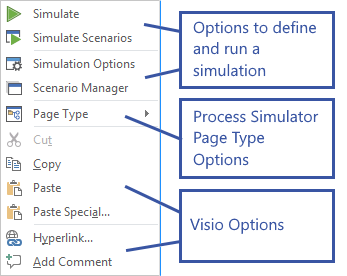 Simulate
Simulate Scenarios
Simulation Options
Scenario Manager
Page Type
Cut
Copy
Paste
Paste Special...
Hyperlink...
Add Comment
Options to define
and run a
simulation
Process Simulator
Page Type
Options
Visio Options